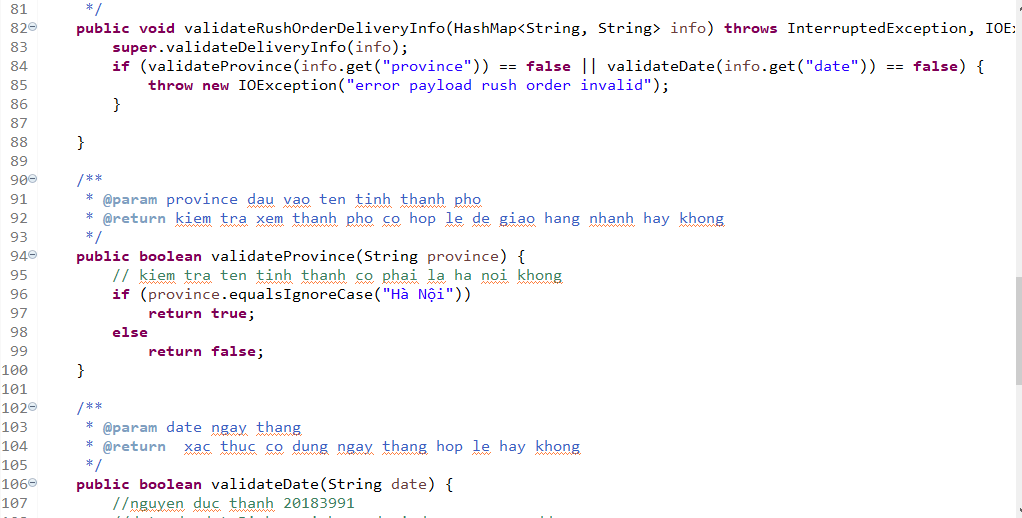 81      */
82     public void validateRushOrderDeliveryInfo(HashMap<String, String> info) throws InterruptedException, IOEx
83         super.validateDeliveryInfo(info);
84         if (validateProvince(info.get("province")) == false || validateDate(info.get("date")) == false) {
85             throw new IOException("error payload rush order invalid");
86         }
87
88     }
89
90     /**
91      * @param province dau vao ten tinh thanh pho
92      * @return kiem tra xem thanh pho co hop le de giao hang nhanh hay khong
93      */
94     public boolean validateProvince(String province) {
95         // kiem tra ten tinh thanh co phai la ha noi khong
96         if (province.equalsIgnoreCase("Hà Nội"))
97             return true;
98         else
99             return false;
100     }
101
102     /**
103      * @param date ngay thang
104      * @return  xac thuc co dung ngay thang hop le hay khong
105      */
106     public boolean validateDate(String date) {
107         //nguyen duc thanh 20183991